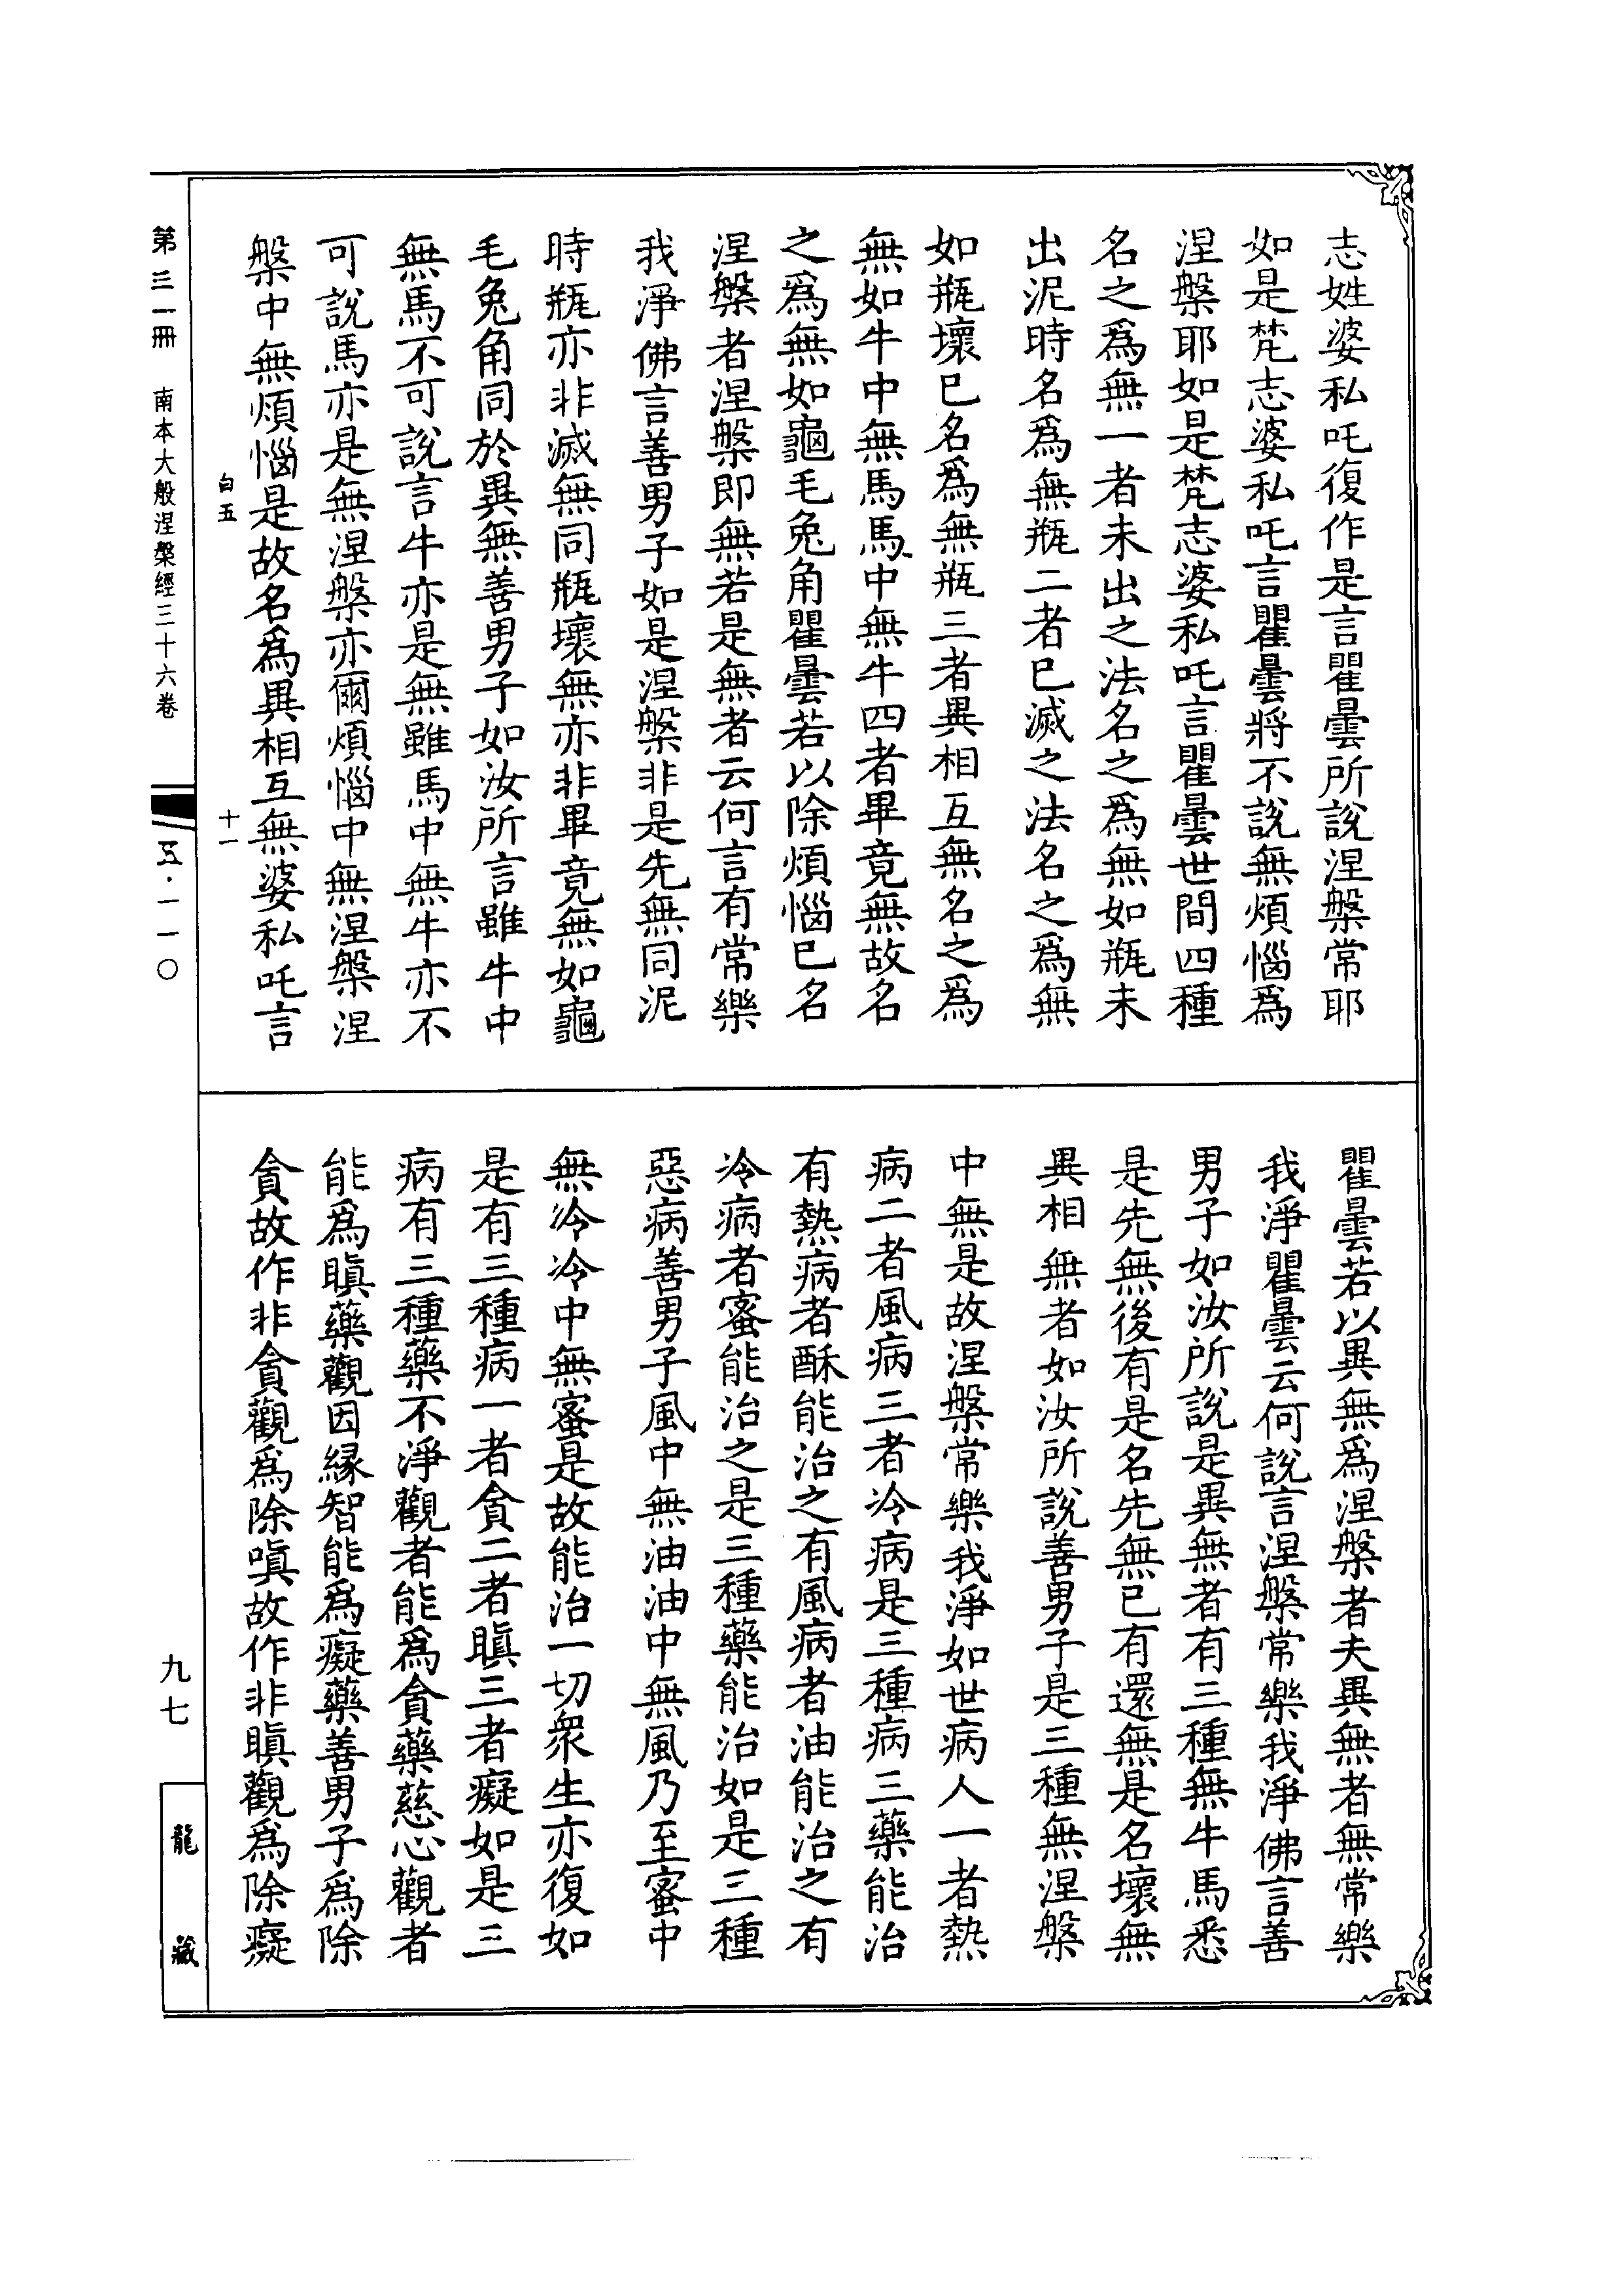 志姓婆私吒復作是言瞿曇所說涅槃常耶
如是梵志婆私吒言瞿曇將不說無煩惱爲
涅槃耶如是梵志婆私吒言瞿曇世間四種
名之爲無一者未出之法名之爲無如瓶未
出泥時名爲無瓶二者已滅之法名之爲無
如瓶壞已名爲無瓶三者異相互無名之爲
無如牛中無馬馬中無牛四者畢竟無故名
之爲無如龜毛兔角瞿曇若以除煩惱已名
涅槃者涅槃即無若是無者云何言有常樂
我淨佛言善男子如是涅槃非是先無同泥
時瓶亦非滅無同瓶壞無亦非畢竟無如龜
毛兔角同於異無善男子如汝所言雖牛中
無馬不可說言牛亦是無雖馬中無牛亦不
可說馬亦是無涅槃亦爾煩惱中無涅槃涅
槃中無煩惱是故名爲異相互無婆私吒言
瞿曇若以異無爲涅槃者夫異無者無常樂
我淨瞿曇云何說言涅槃常樂我淨佛言善
男子如汝所說是異無者有三種無牛馬悉
是先無後有是名先無已有還無是名壞無
異相無者如汝所說善男子是三種無涅槃
中無是故涅槃常樂我淨如世病人一者熱
病二者風病三者冷病是三種病三藥能治
有熱病者酥能治之有風病者油能治之有
冷病者蜜能治之是三種藥能治如是三種
惡病善男子風中無油油中無風乃至蜜中
無冷冷中無蜜是故能治一切衆生亦復如
是有三種病一者貪二者瞋三者癡如是三
病有三種藥不淨觀者能爲貪藥慈心觀者
能爲瞋藥觀因縁智能爲癡藥善男子爲除
貪故作非貪觀爲除嗔故作非瞋觀爲除癡
白五
十一
第三一冊 南本大般涅槃經三十六卷
五·一一〇
九七
龍藏